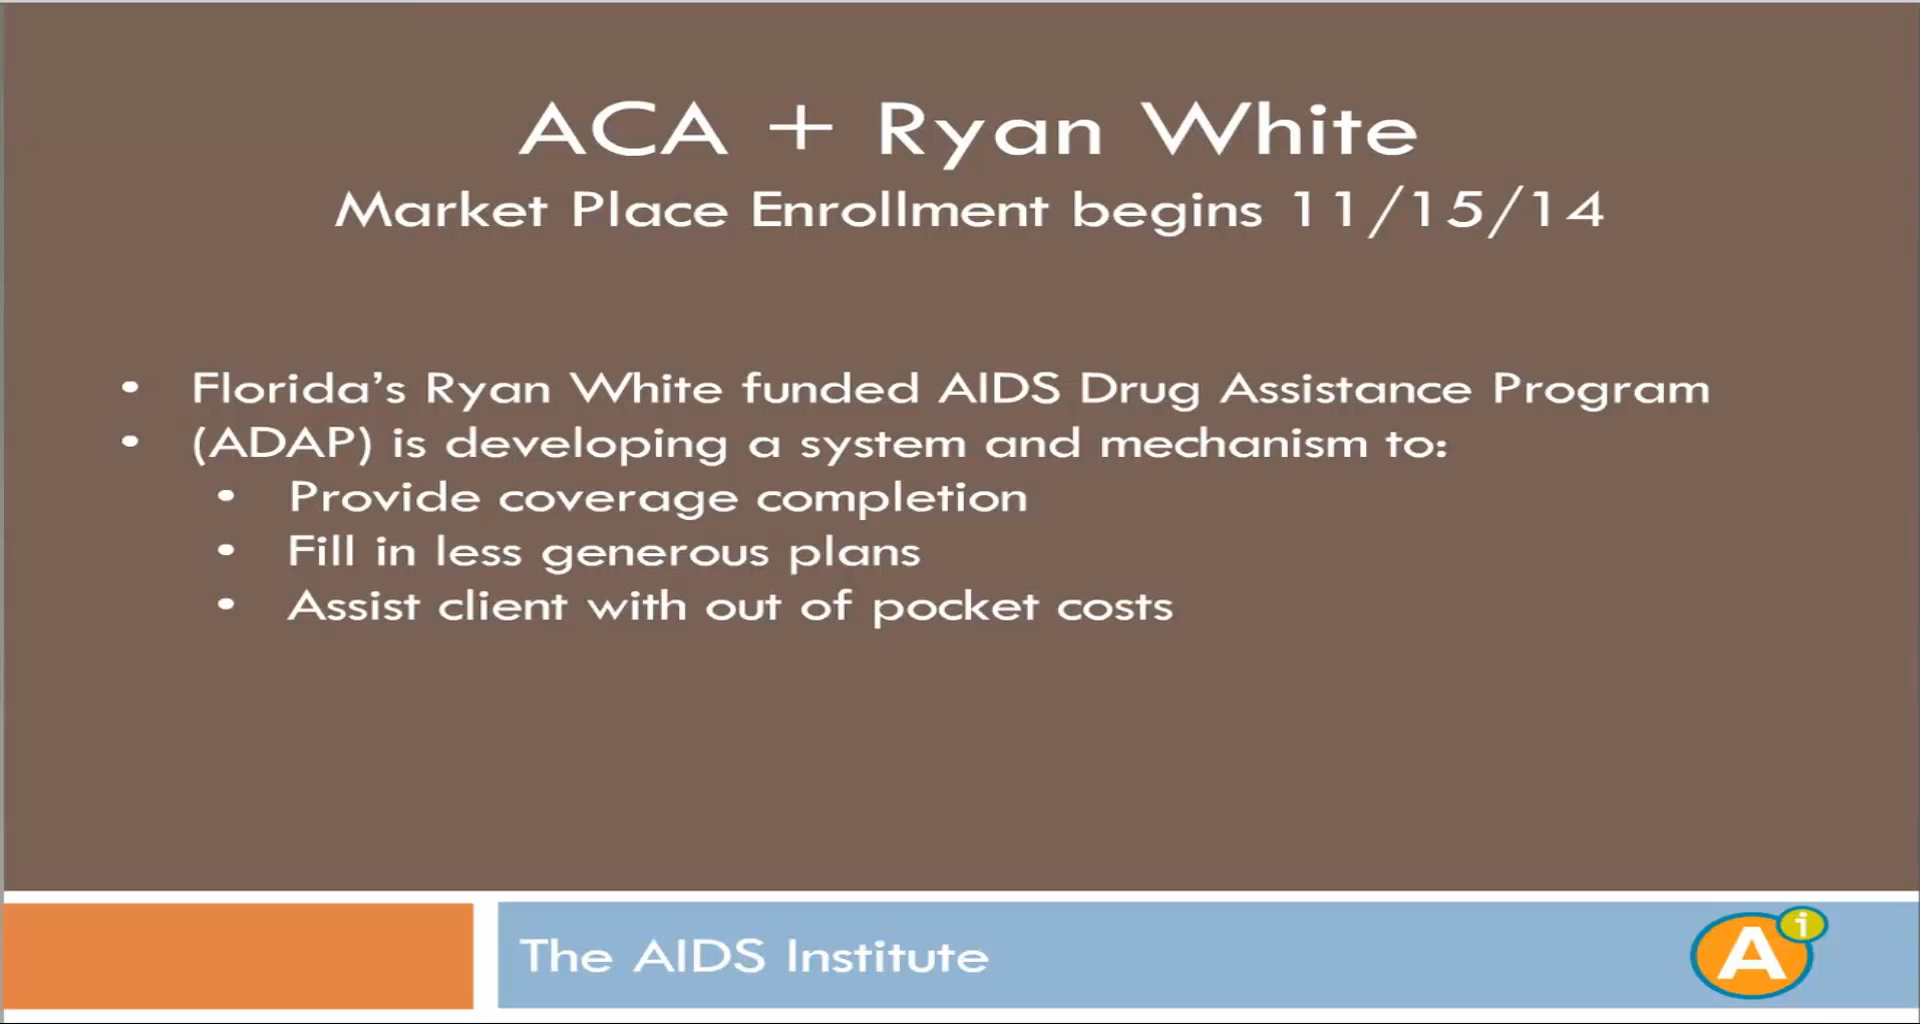 ACA + Ryan White
Market Place Enrollment begins 11/15/14
• Florida's Ryan White funded AIDS Drug Assistance Program
• (ADAP) is developing a system and mechanism to:
• Provide coverage completion
• Fill in less generous plans
• Assist client with out of pocket costs
The AIDS Institute
A i